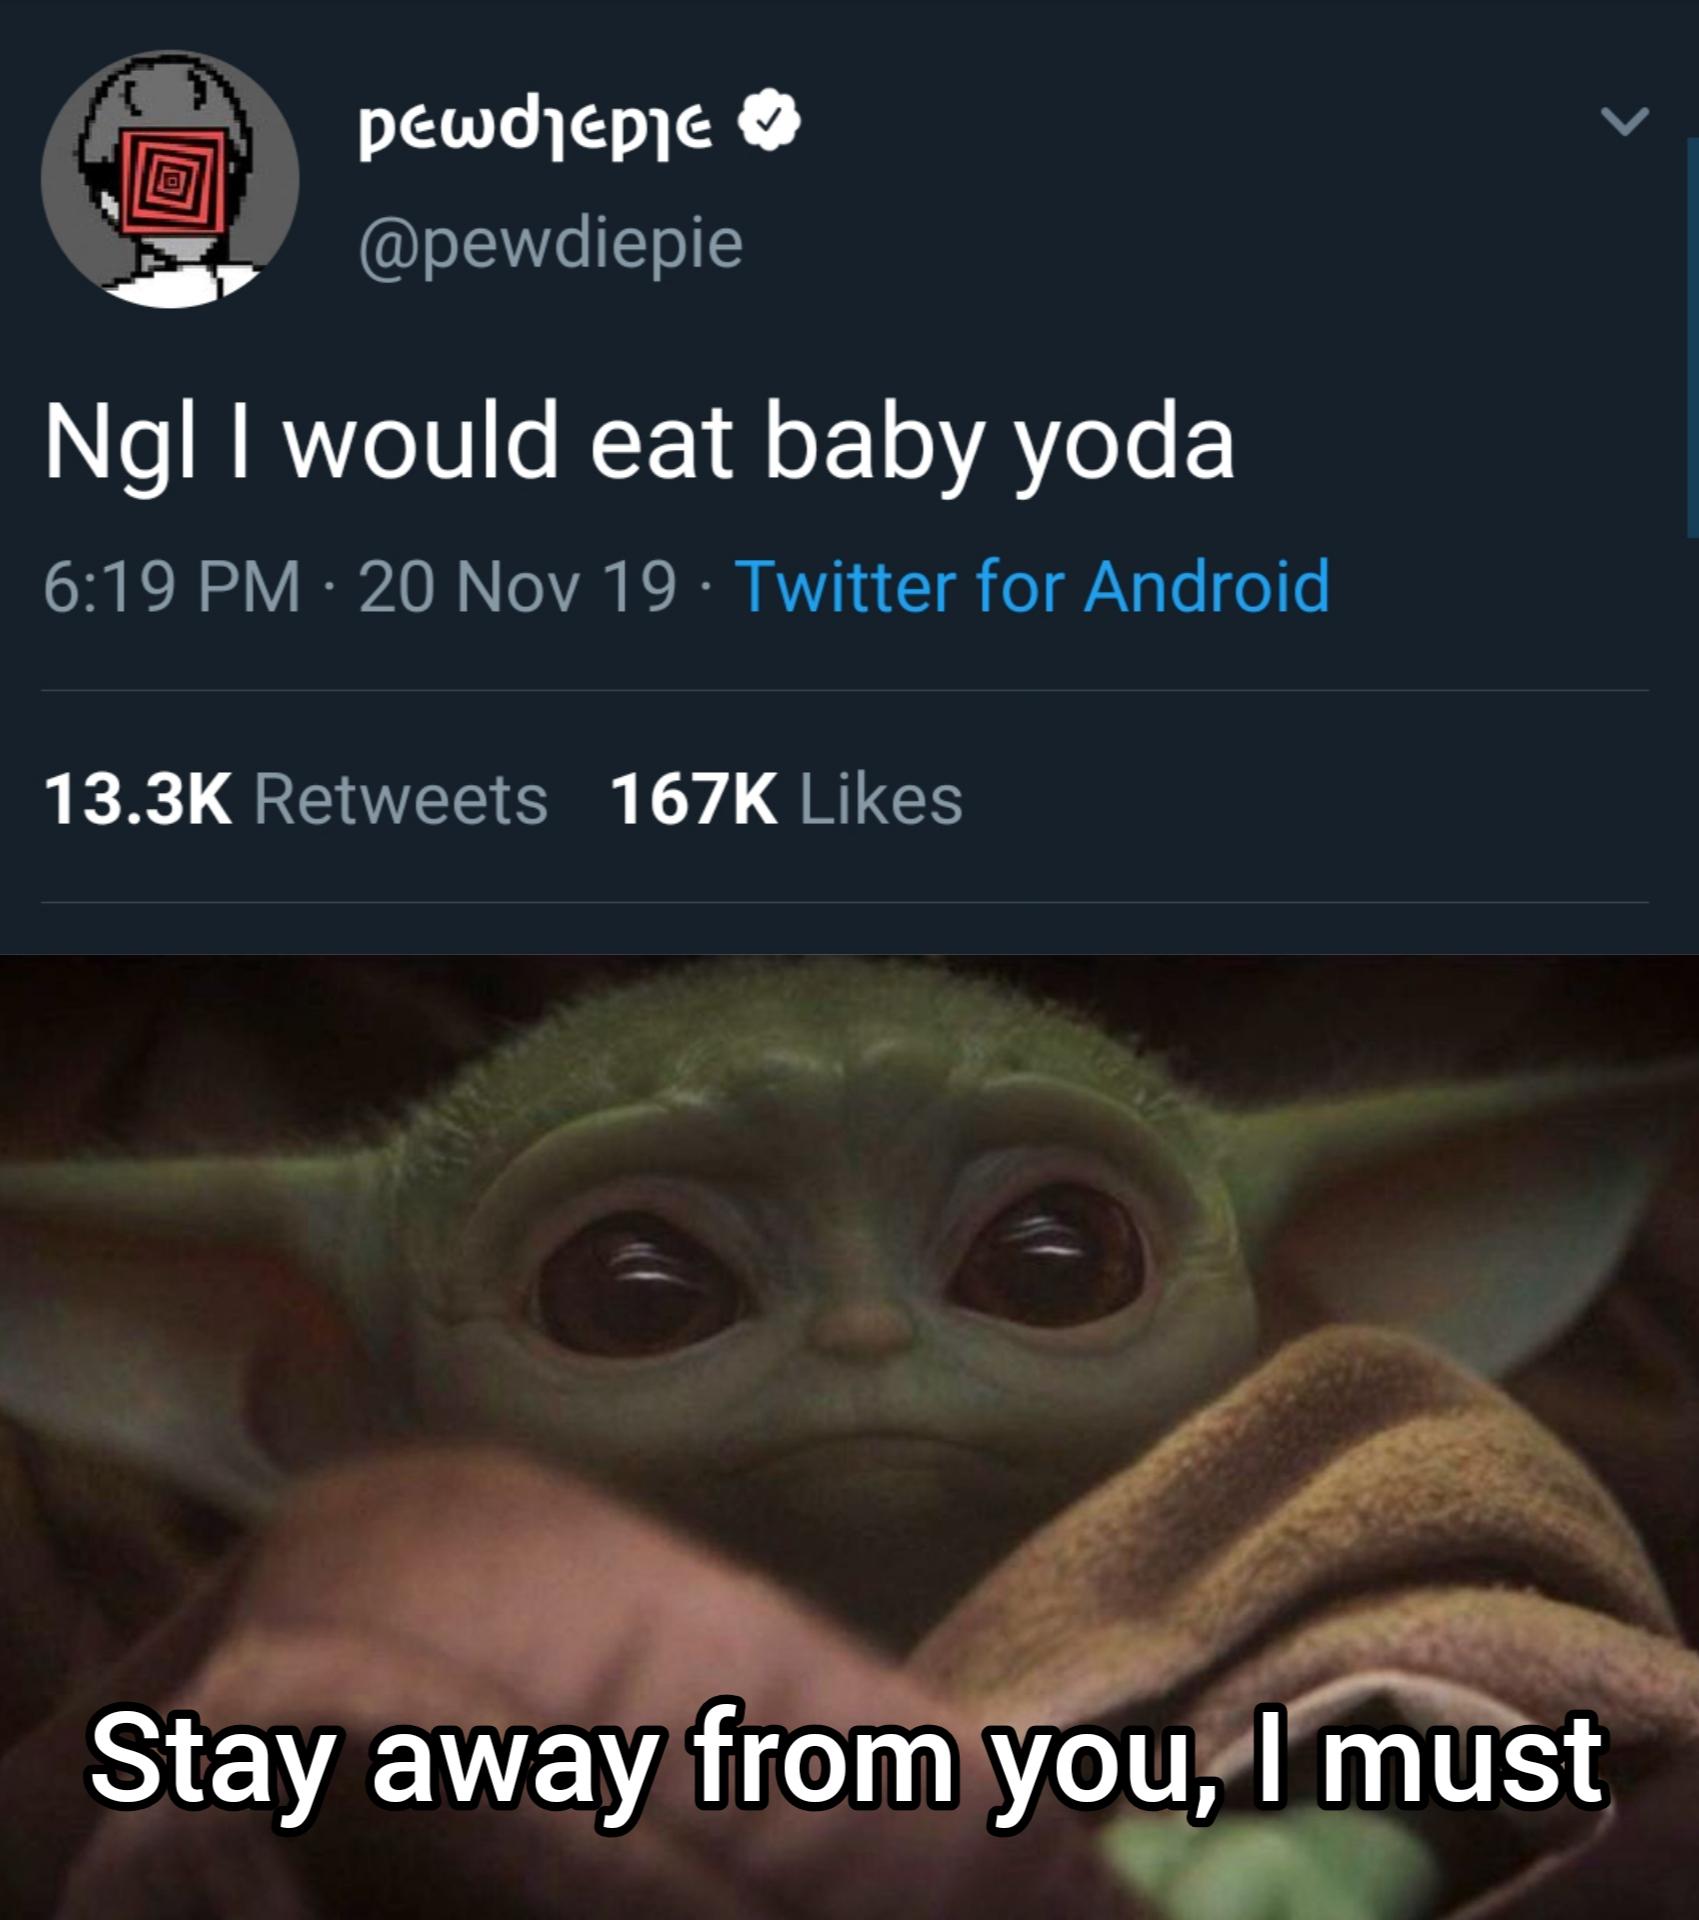 pєωdιєpιє
@pewdiepie
Ngl I would eat baby yoda
6:19 PM · 20 Nov 19 · Twitter for Android
13.3K Retweets 167K Likes
Stay away from you, I must